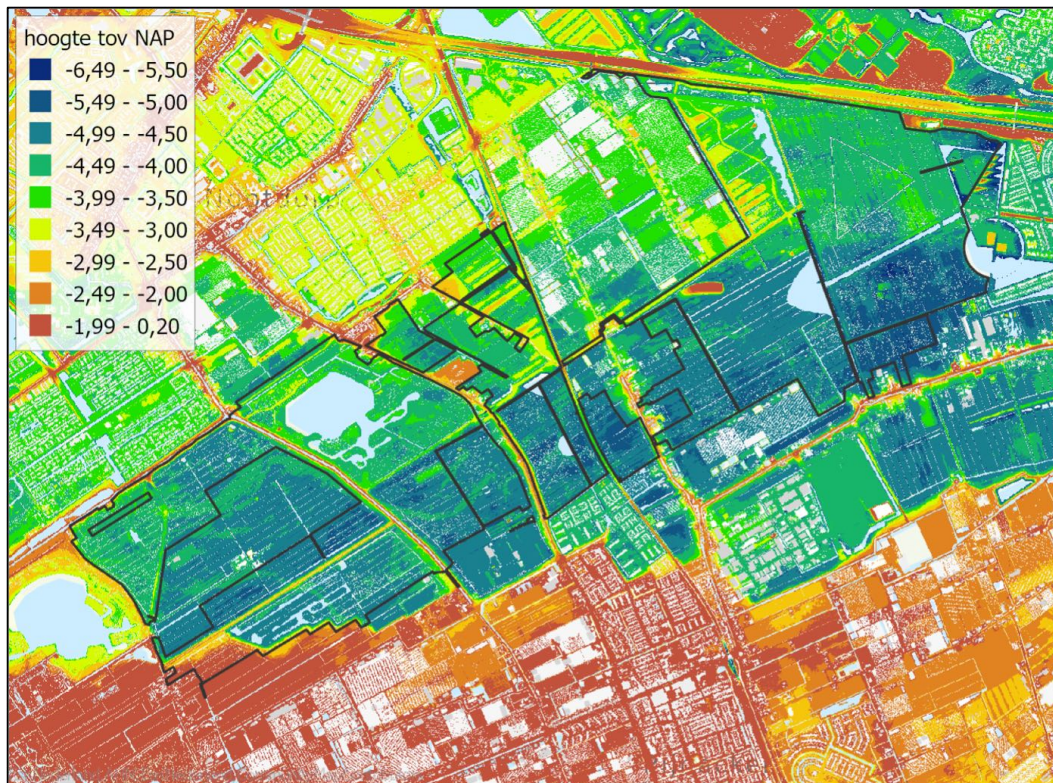 hoogte tov NAP
-6,49 - -5,50
-5,49 - -5,00
-4,99 - -4,50
-4,49 - -4,00
-3,99 - -3,50
-3,49 - -3,00
-2,99 - -2,50
-2,49 - -2,00
-1,99 - 0,20
Nootdorp